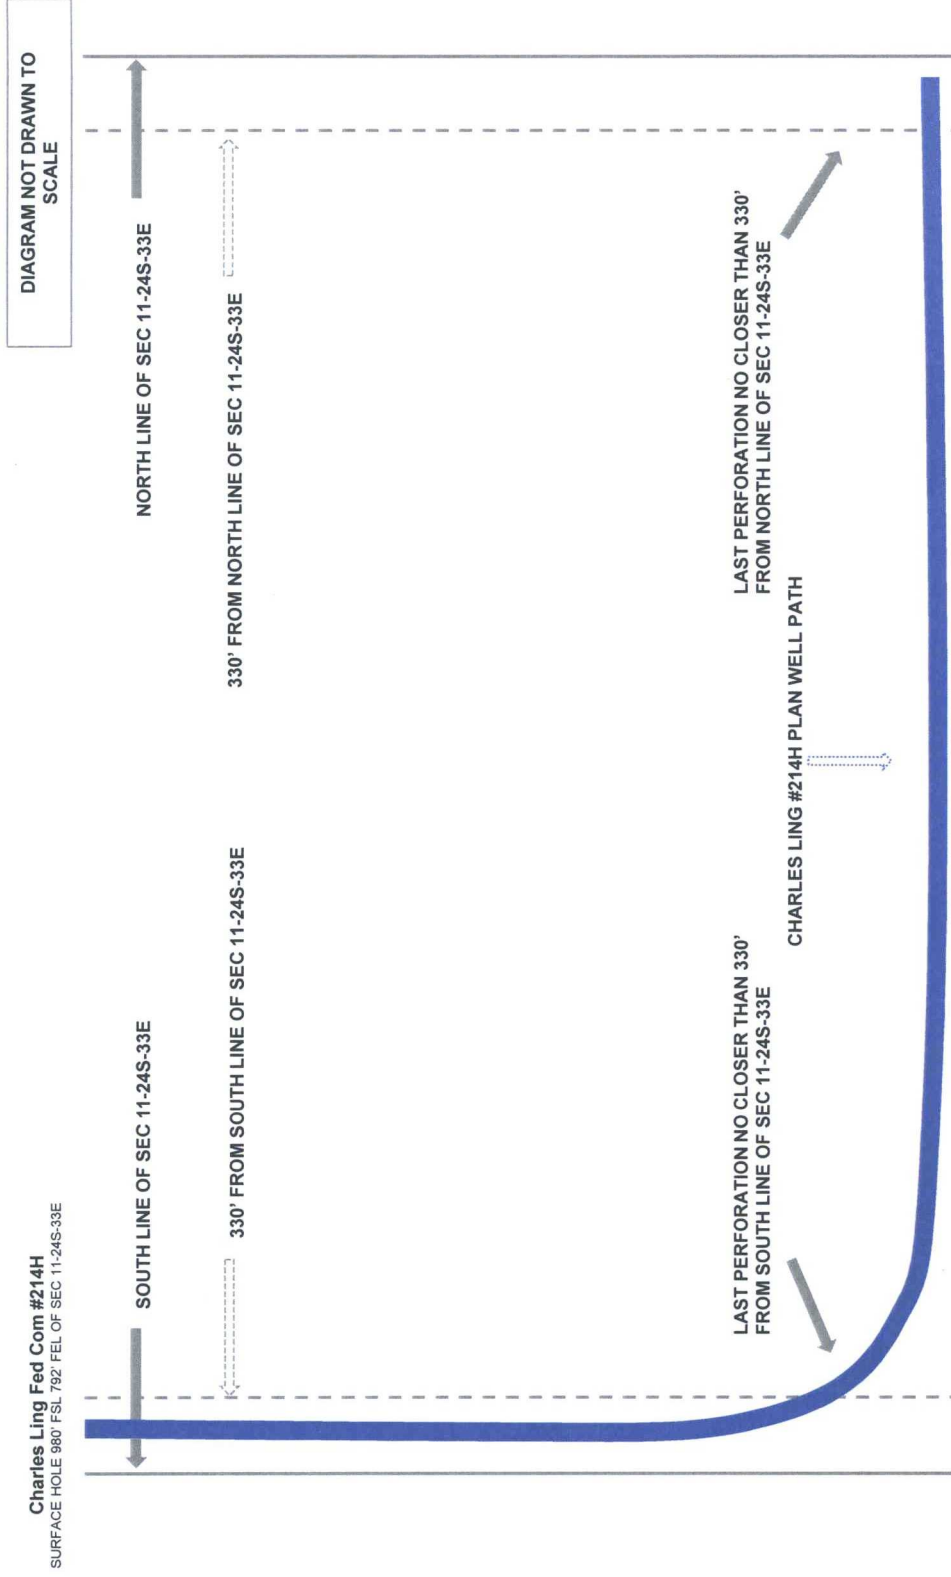 Charles Ling Fed Com #214H
SURFACE HOLE 980' FSL 792' FEL OF SEC 11-24S-33E
DIAGRAM NOT DRAWN TO
SCALE
SOUTH LINE OF SEC 11-24S-33E
NORTH LINE OF SEC 11-24S-33E
330' FROM SOUTH LINE OF SEC 11-24S-33E
330' FROM NORTH LINE OF SEC 11-24S-33E
LAST PERFORATION NO CLOSER THAN 330'
FROM SOUTH LINE OF SEC 11-24S-33E
LAST PERFORATION NO CLOSER THAN 330'
FROM NORTH LINE OF SEC 11-24S-33E
CHARLES LING #214H PLAN WELL PATH